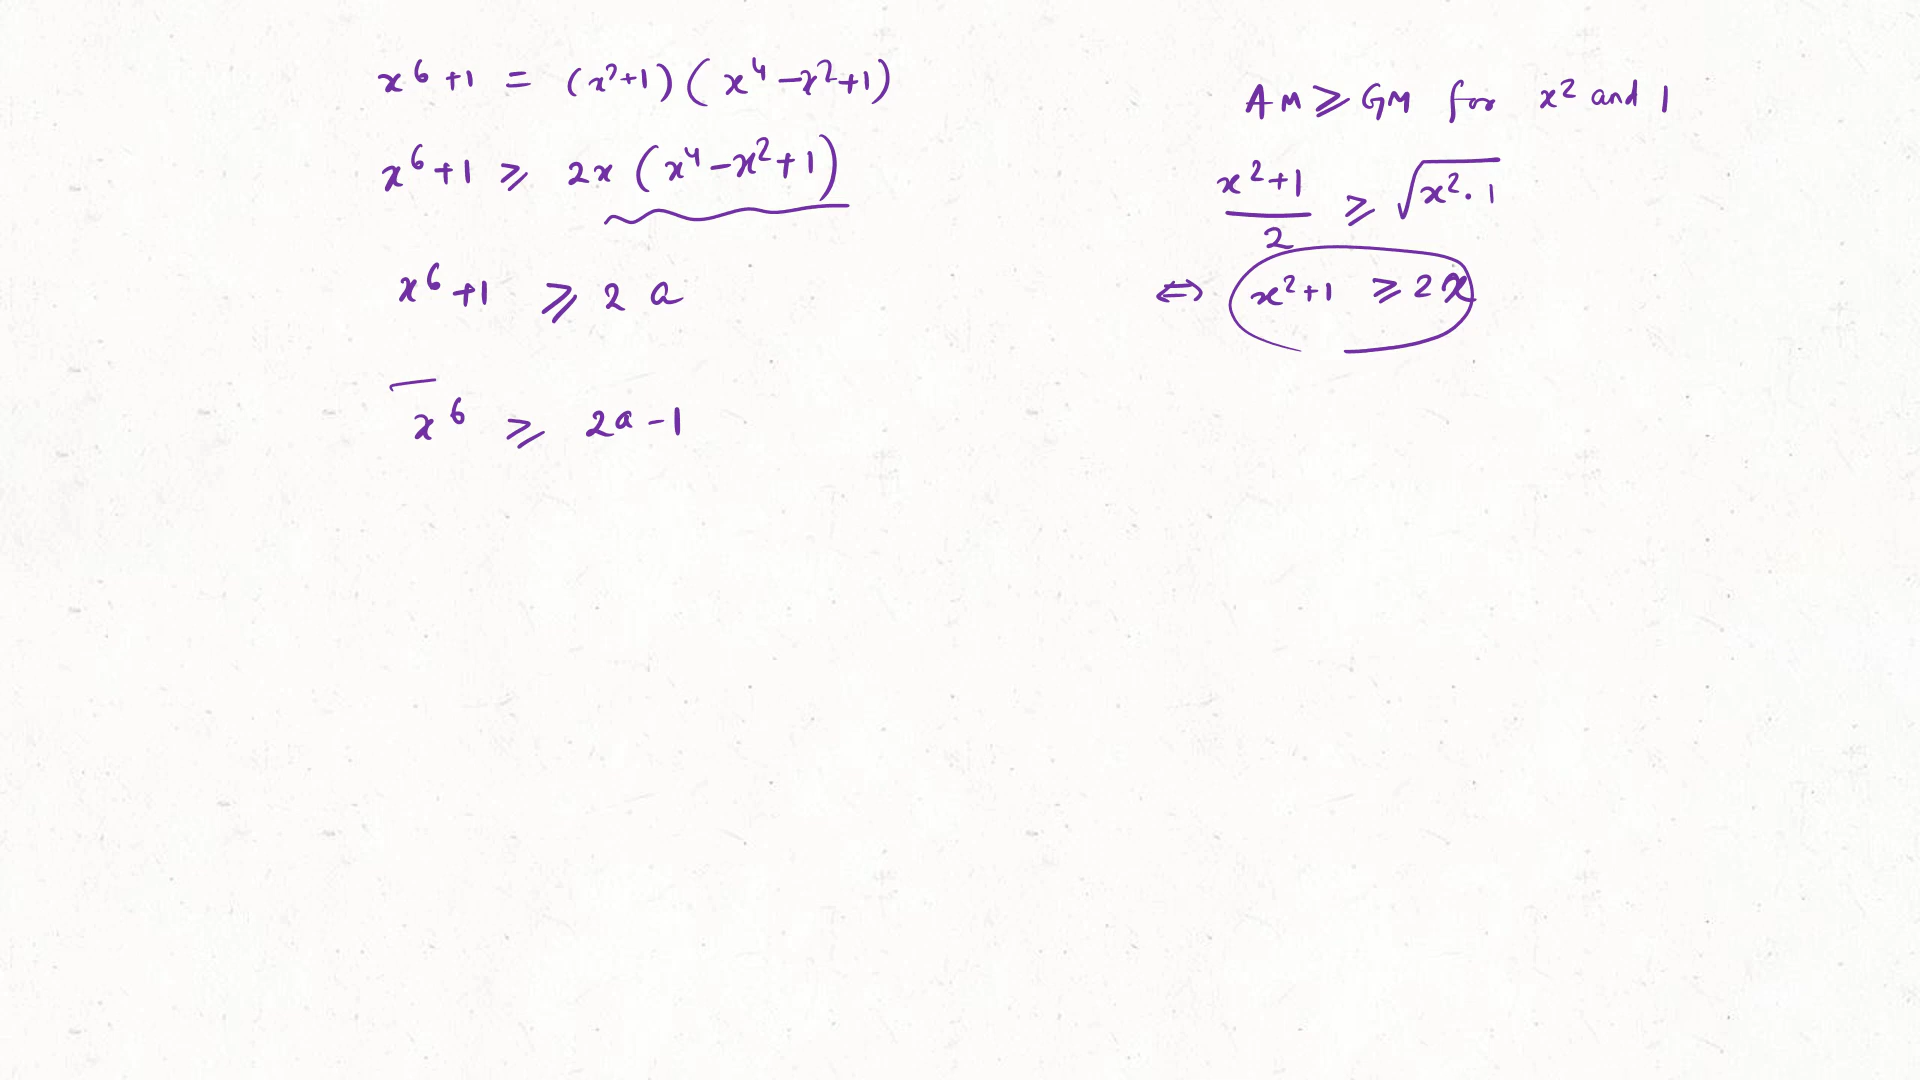 x⁶ + 1 = (x² + 1) (x⁴ − x² + 1)
x⁶ + 1 ⩾ 2x (x⁴ − x² + 1)
x⁶ + 1 ⩾ 2 a
x⁶ ⩾ 2a − 1
AM ⩾ GM for x² and 1
(x² + 1)/2 ⩾ √(x² · 1)
⇔ x² + 1 ⩾ 2x